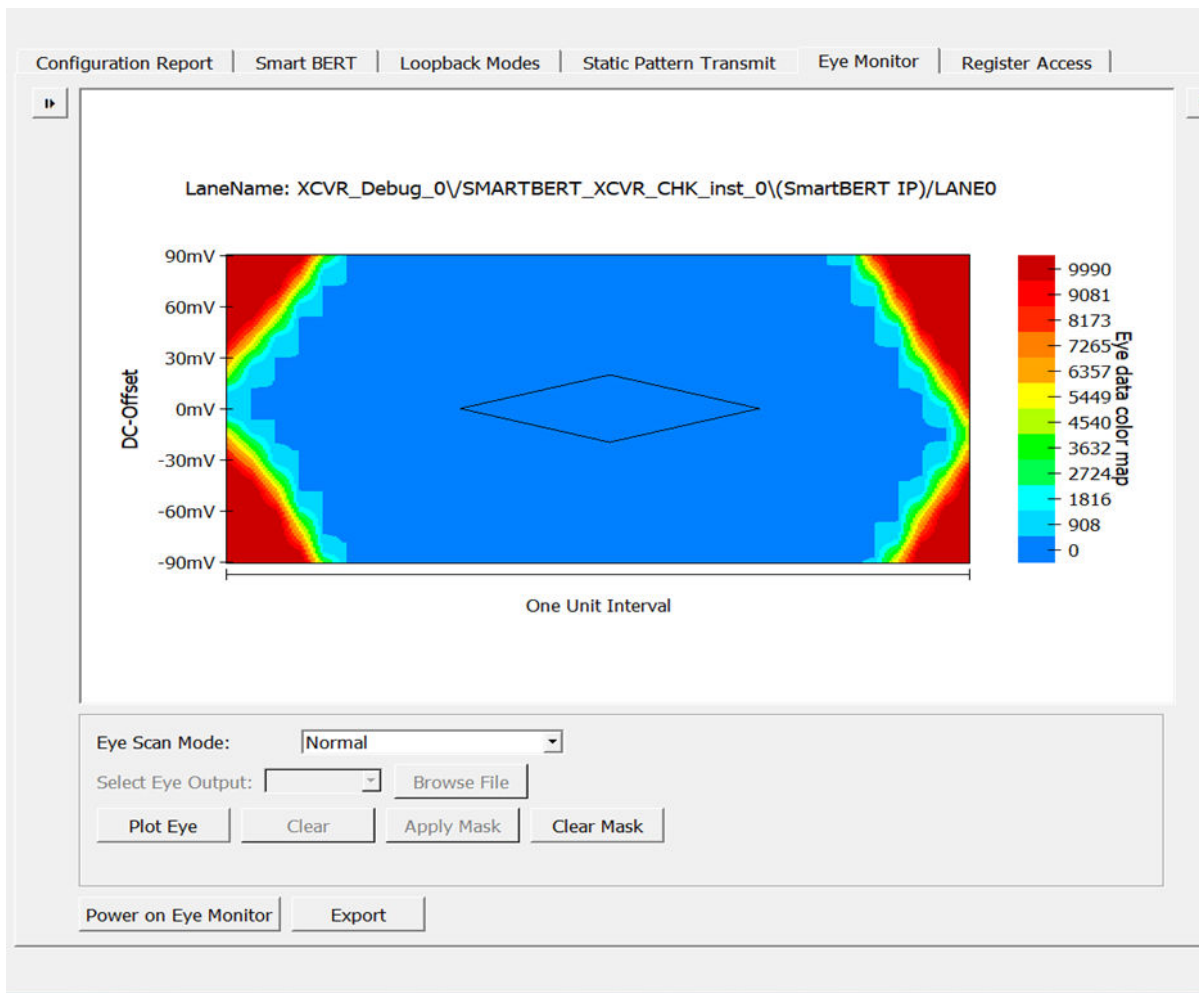 Configuration Report
Smart BERT
Loopback Modes
Static Pattern Transmit
Eye Monitor
Register Access
LaneName: XCVR_Debug_0\/SMARTBERT_XCVR_CHK_inst_0\(SmartBERT IP)/LANE0
DC-Offset
90mV
60mV
30mV
0mV
-30mV
-60mV
-90mV
One Unit Interval
9990
9081
8173
7265
6357
5449
4540
3632
2724
1816
908
0
Eye data color map
Eye Scan Mode:
Normal
Select Eye Output:
Browse File
Plot Eye
Clear
Apply Mask
Clear Mask
Power on Eye Monitor
Export